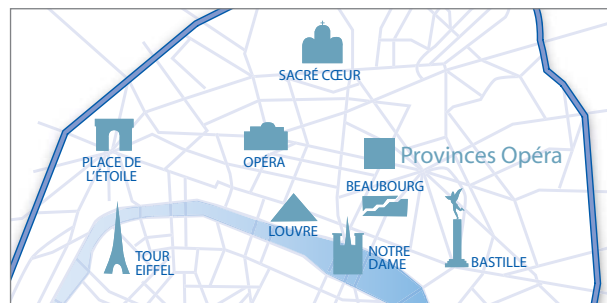 SACRÉ CŒUR
PLACE DE
L'ÉTOILE
OPÉRA
Provinces Opéra
BEAUBOURG
LOUVRE
TOUR
EIFFEL
NOTRE
DAME
BASTILLE